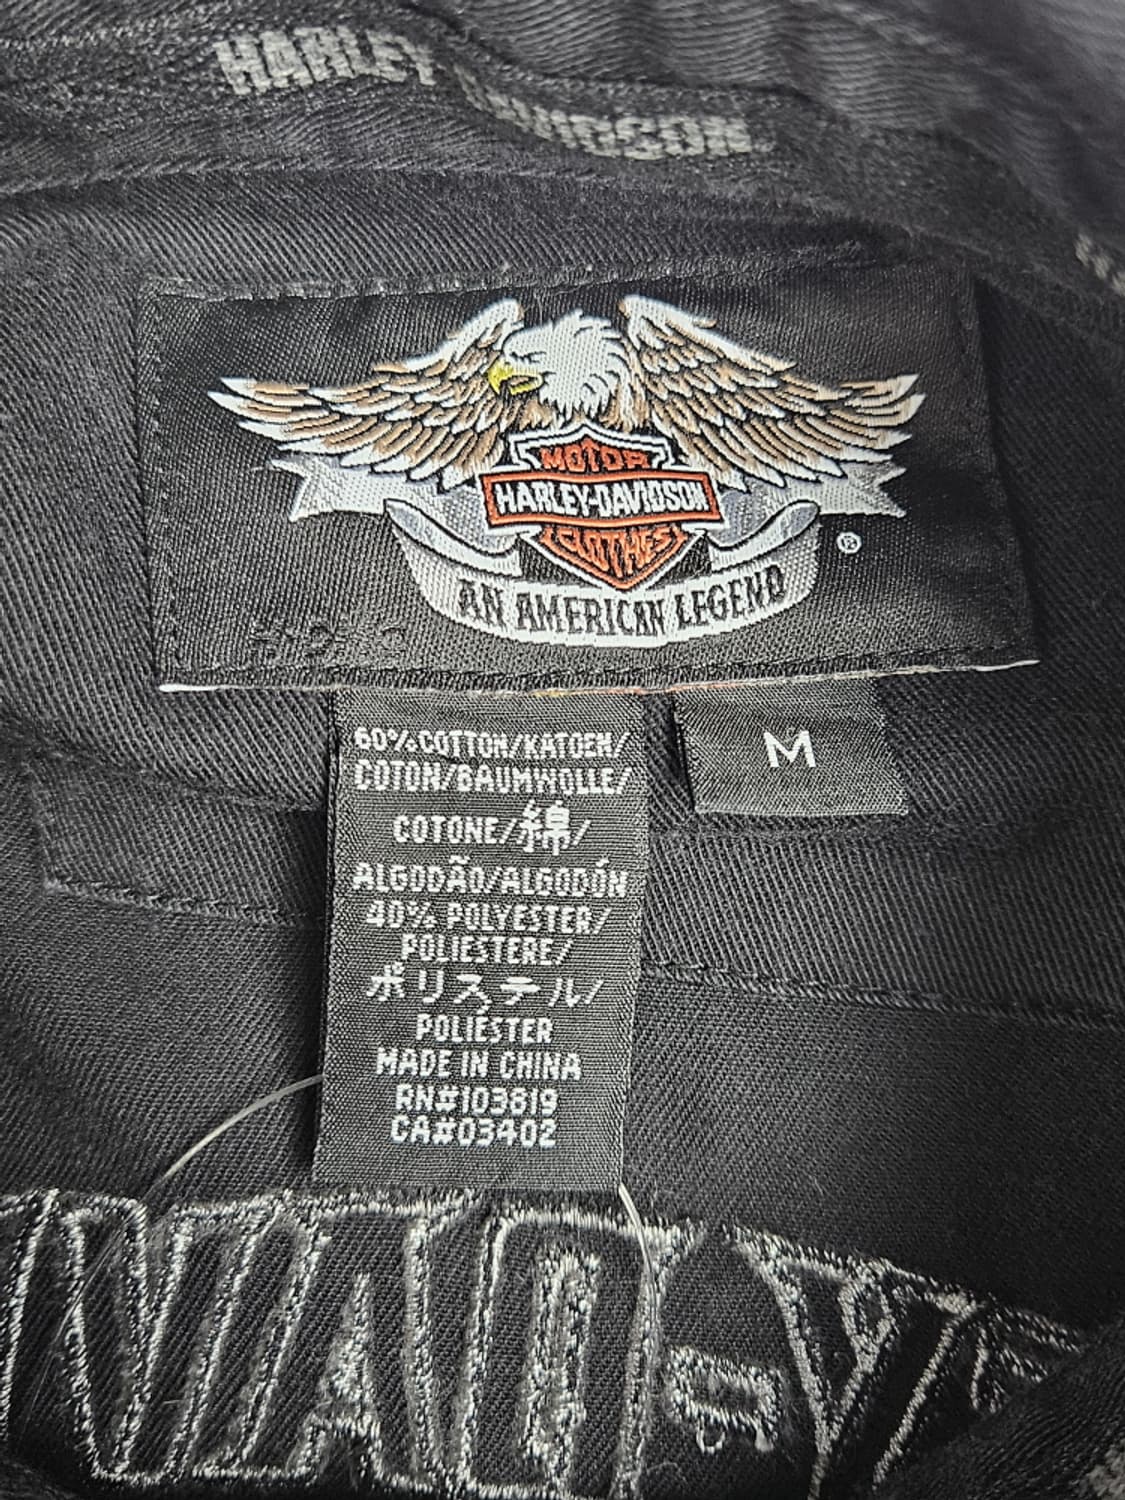 HARLEY DAVIDSON
MOTOR
HARLEY-DAVIDSON
CLOTHES
®
AN AMERICAN LEGEND
M
60% COTTON/KATOEN/
COTON/BAUMWOLLE/
COTONE/綿/
ALGODÃO/ALGODÓN
40% POLYESTER/
POLIESTERE/
ポリステル/
POLIÉSTER
MADE IN CHINA
RN#103819
CA#03402